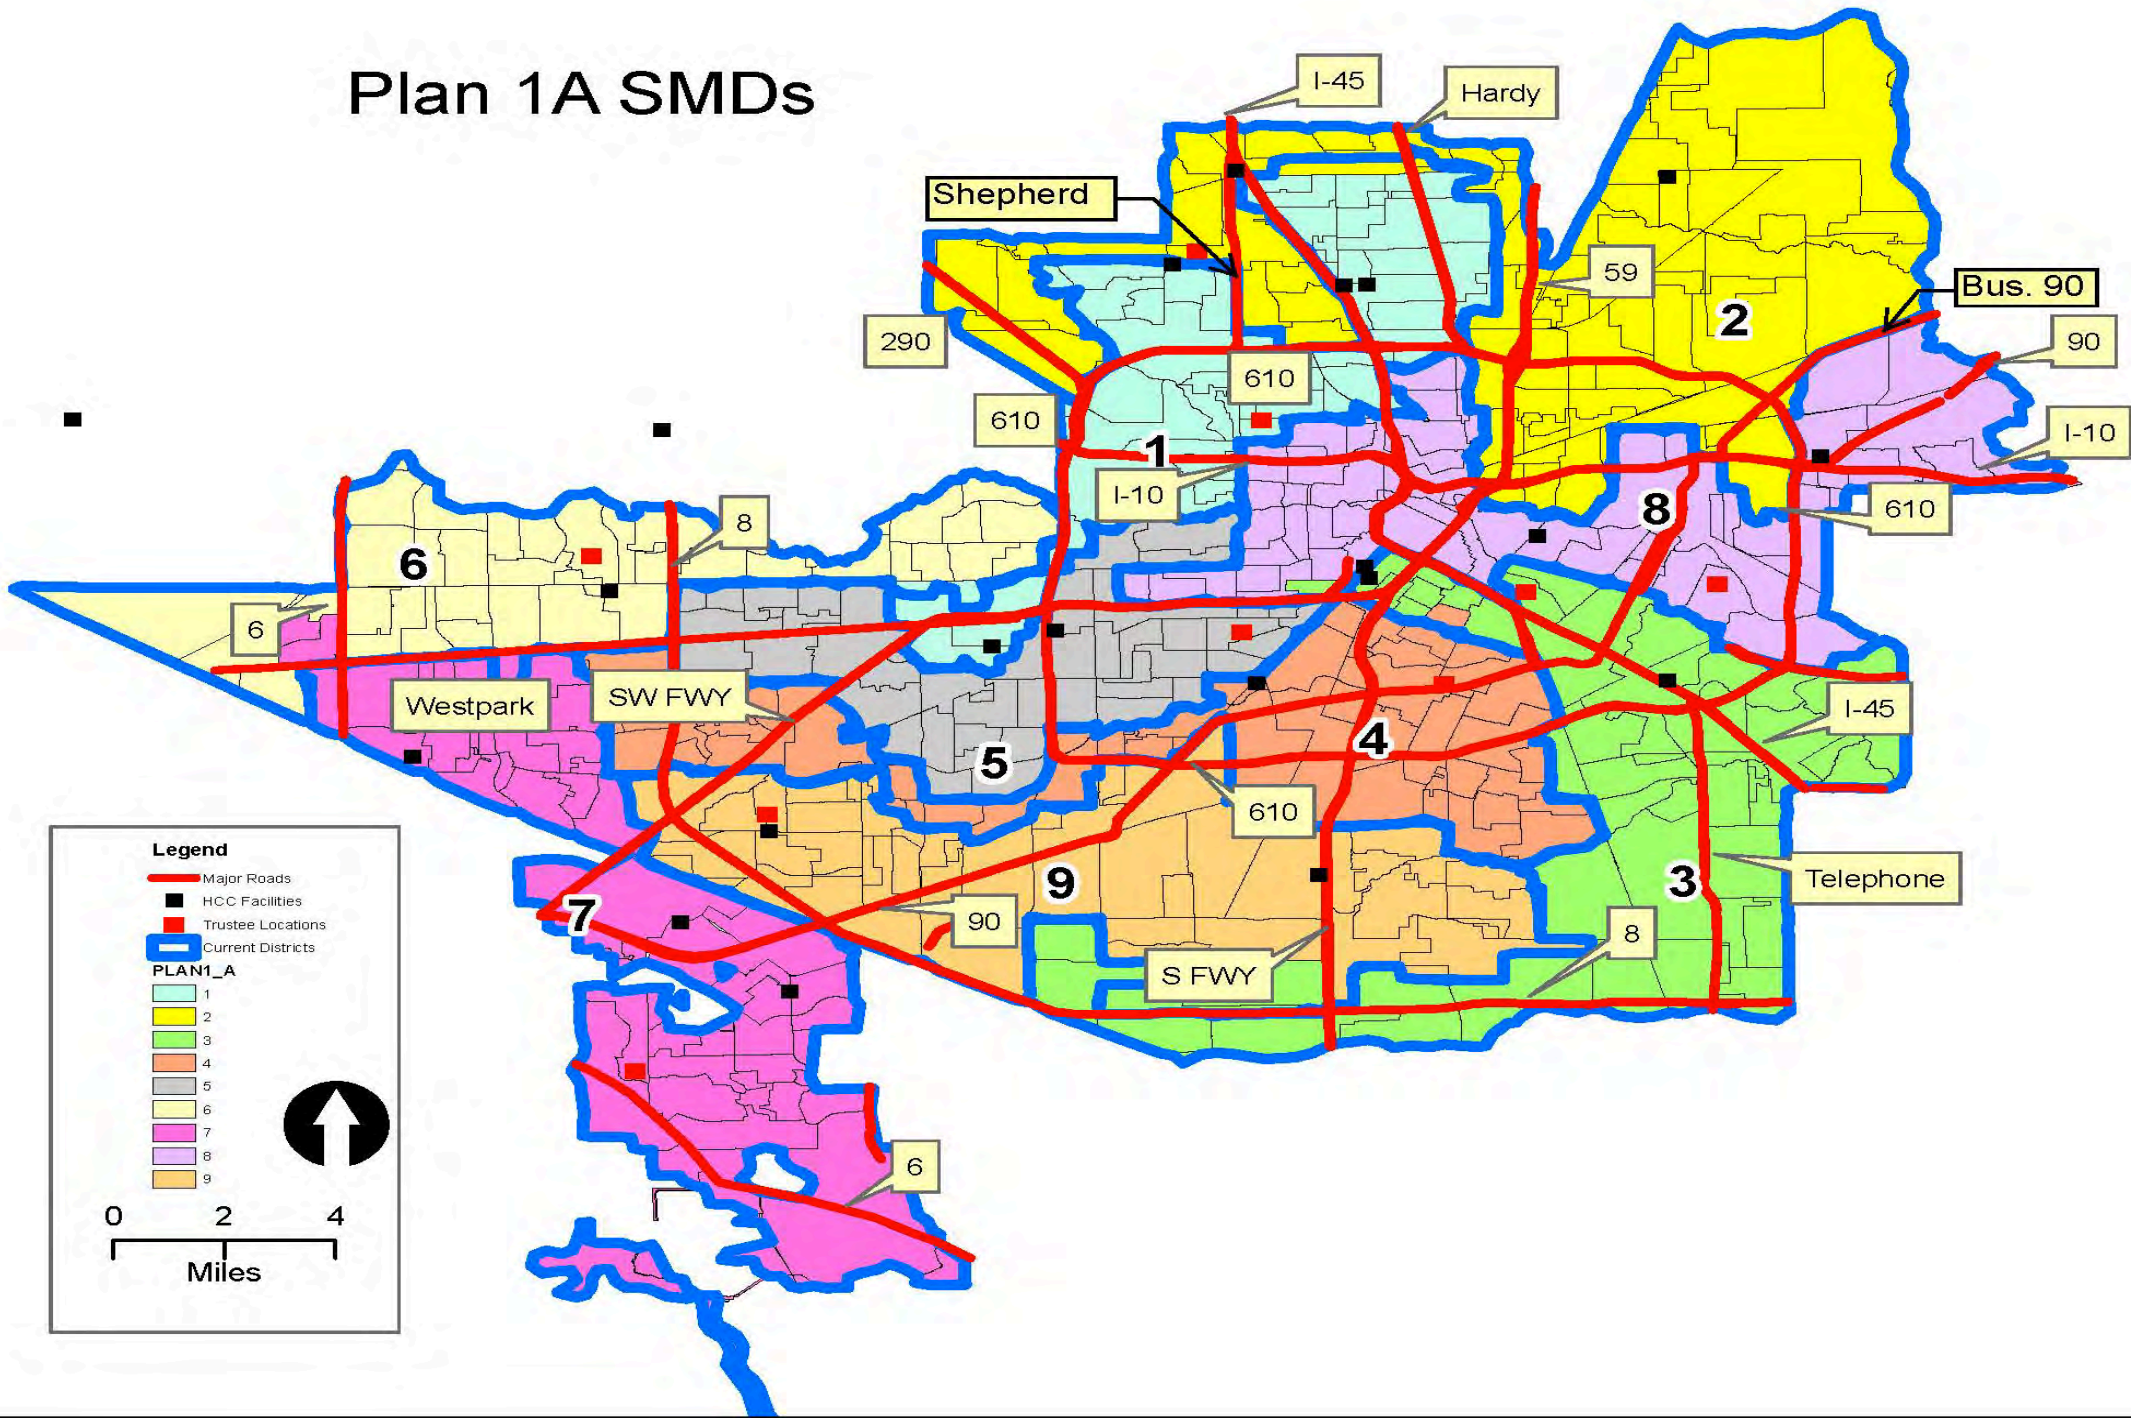 Plan 1A SMDs
I-45
Hardy
Shepherd
59
Bus. 90
2
290
90
610
610
I-10
1
I-10
8
610
8
6
6
Westpark
SW FWY
I-45
4
5
610
Telephone
3
9
7
90
8
S FWY
6
Legend
Major Roads
HCC Facilities
Trustee Locations
Current Districts
PLAN1_A
1
2
3
4
5
6
7
8
9
0 2 4
Miles